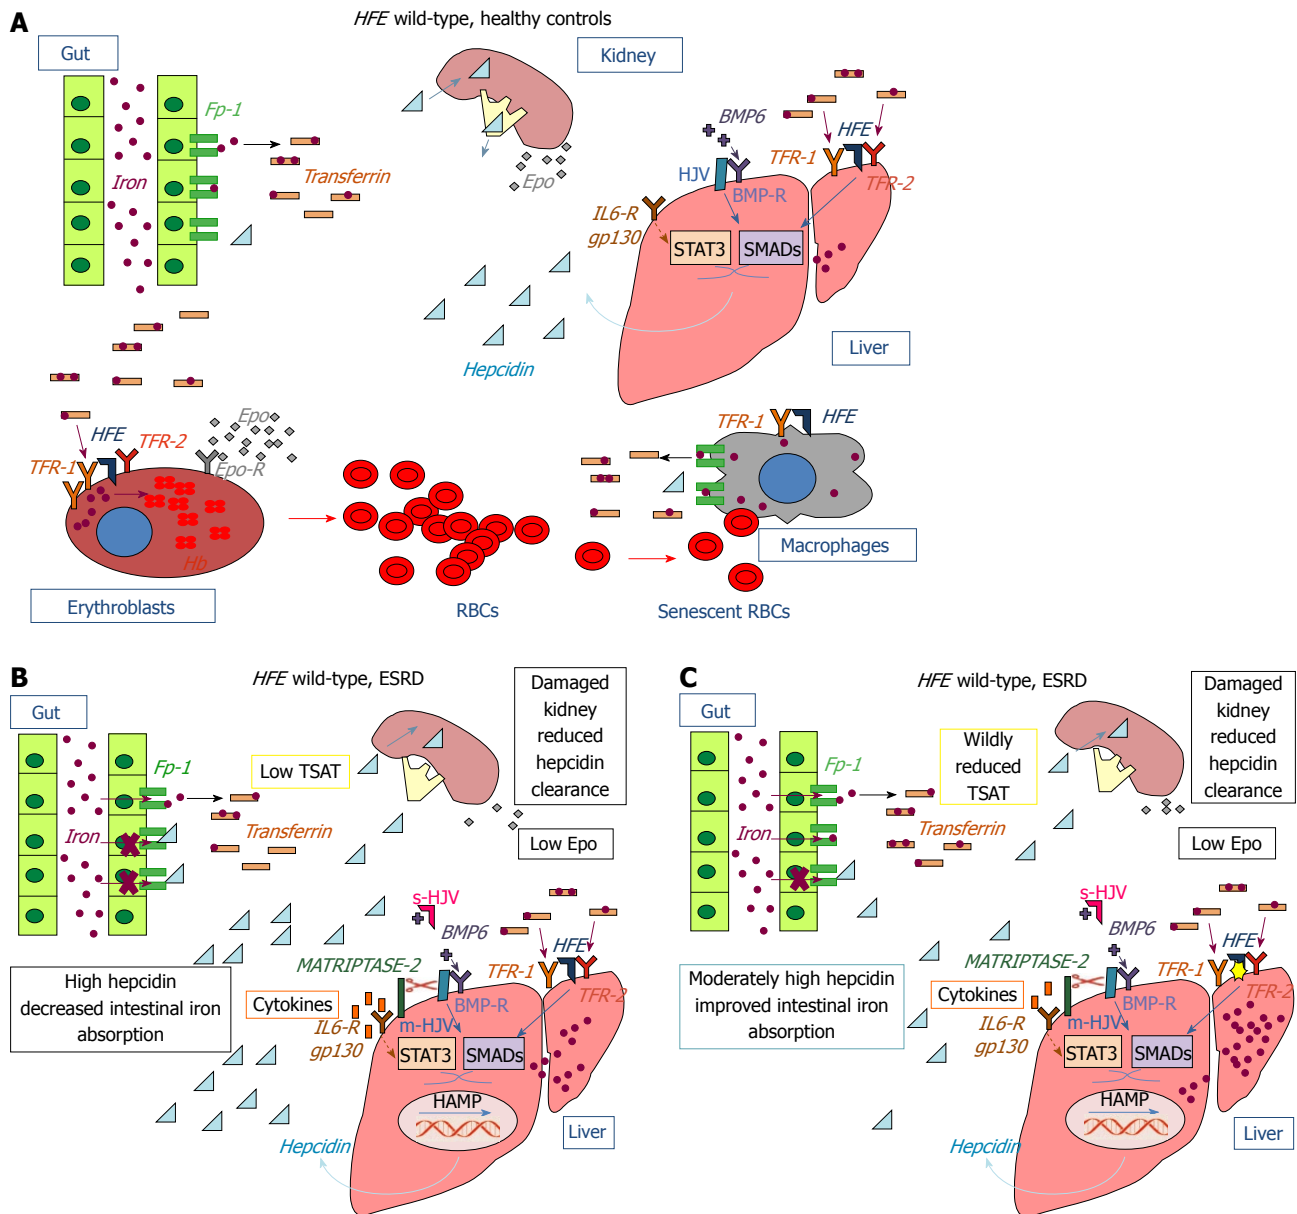 A
HFE wild-type, healthy controls
Gut
Kidney
Fp-1
Iron
Transferrin
Epo
BMP6
HFE
TFR-1
HJV
BMP-R
TFR-2
IL6-R
gp130
STAT3
SMADs
Hepcidin
Liver
Epo
HFE
TFR-2
TFR-1
Epo-R
Hb
TFR-1
HFE
Macrophages
Erythroblasts
RBCs
Senescent RBCs
B
HFE wild-type, ESRD
Gut
Damaged
kidney
reduced
hepcidin
clearance
Fp-1
Low TSAT
Iron
Transferrin
Low Epo
s-HJV
BMP6
HFE
MATRIPTASE-2
TFR-1
High hepcidin
decreased intestinal iron
absorption
Cytokines
BMP-R
TFR-2
IL6-R
gp130
m-HJV
STAT3
SMADs
HAMP
Liver
Hepcidin
C
HFE wild-type, ESRD
Gut
Damaged
kidney
reduced
hepcidin
clearance
Fp-1
Wildly
reduced
TSAT
Iron
Transferrin
Low Epo
s-HJV
BMP6
HFE
MATRIPTASE-2
TFR-1
Moderately high hepcidin
improved intestinal iron
absorption
Cytokines
BMP-R
TFR-2
IL6-R
gp130
m-HJV
STAT3
SMADs
HAMP
Liver
Hepcidin